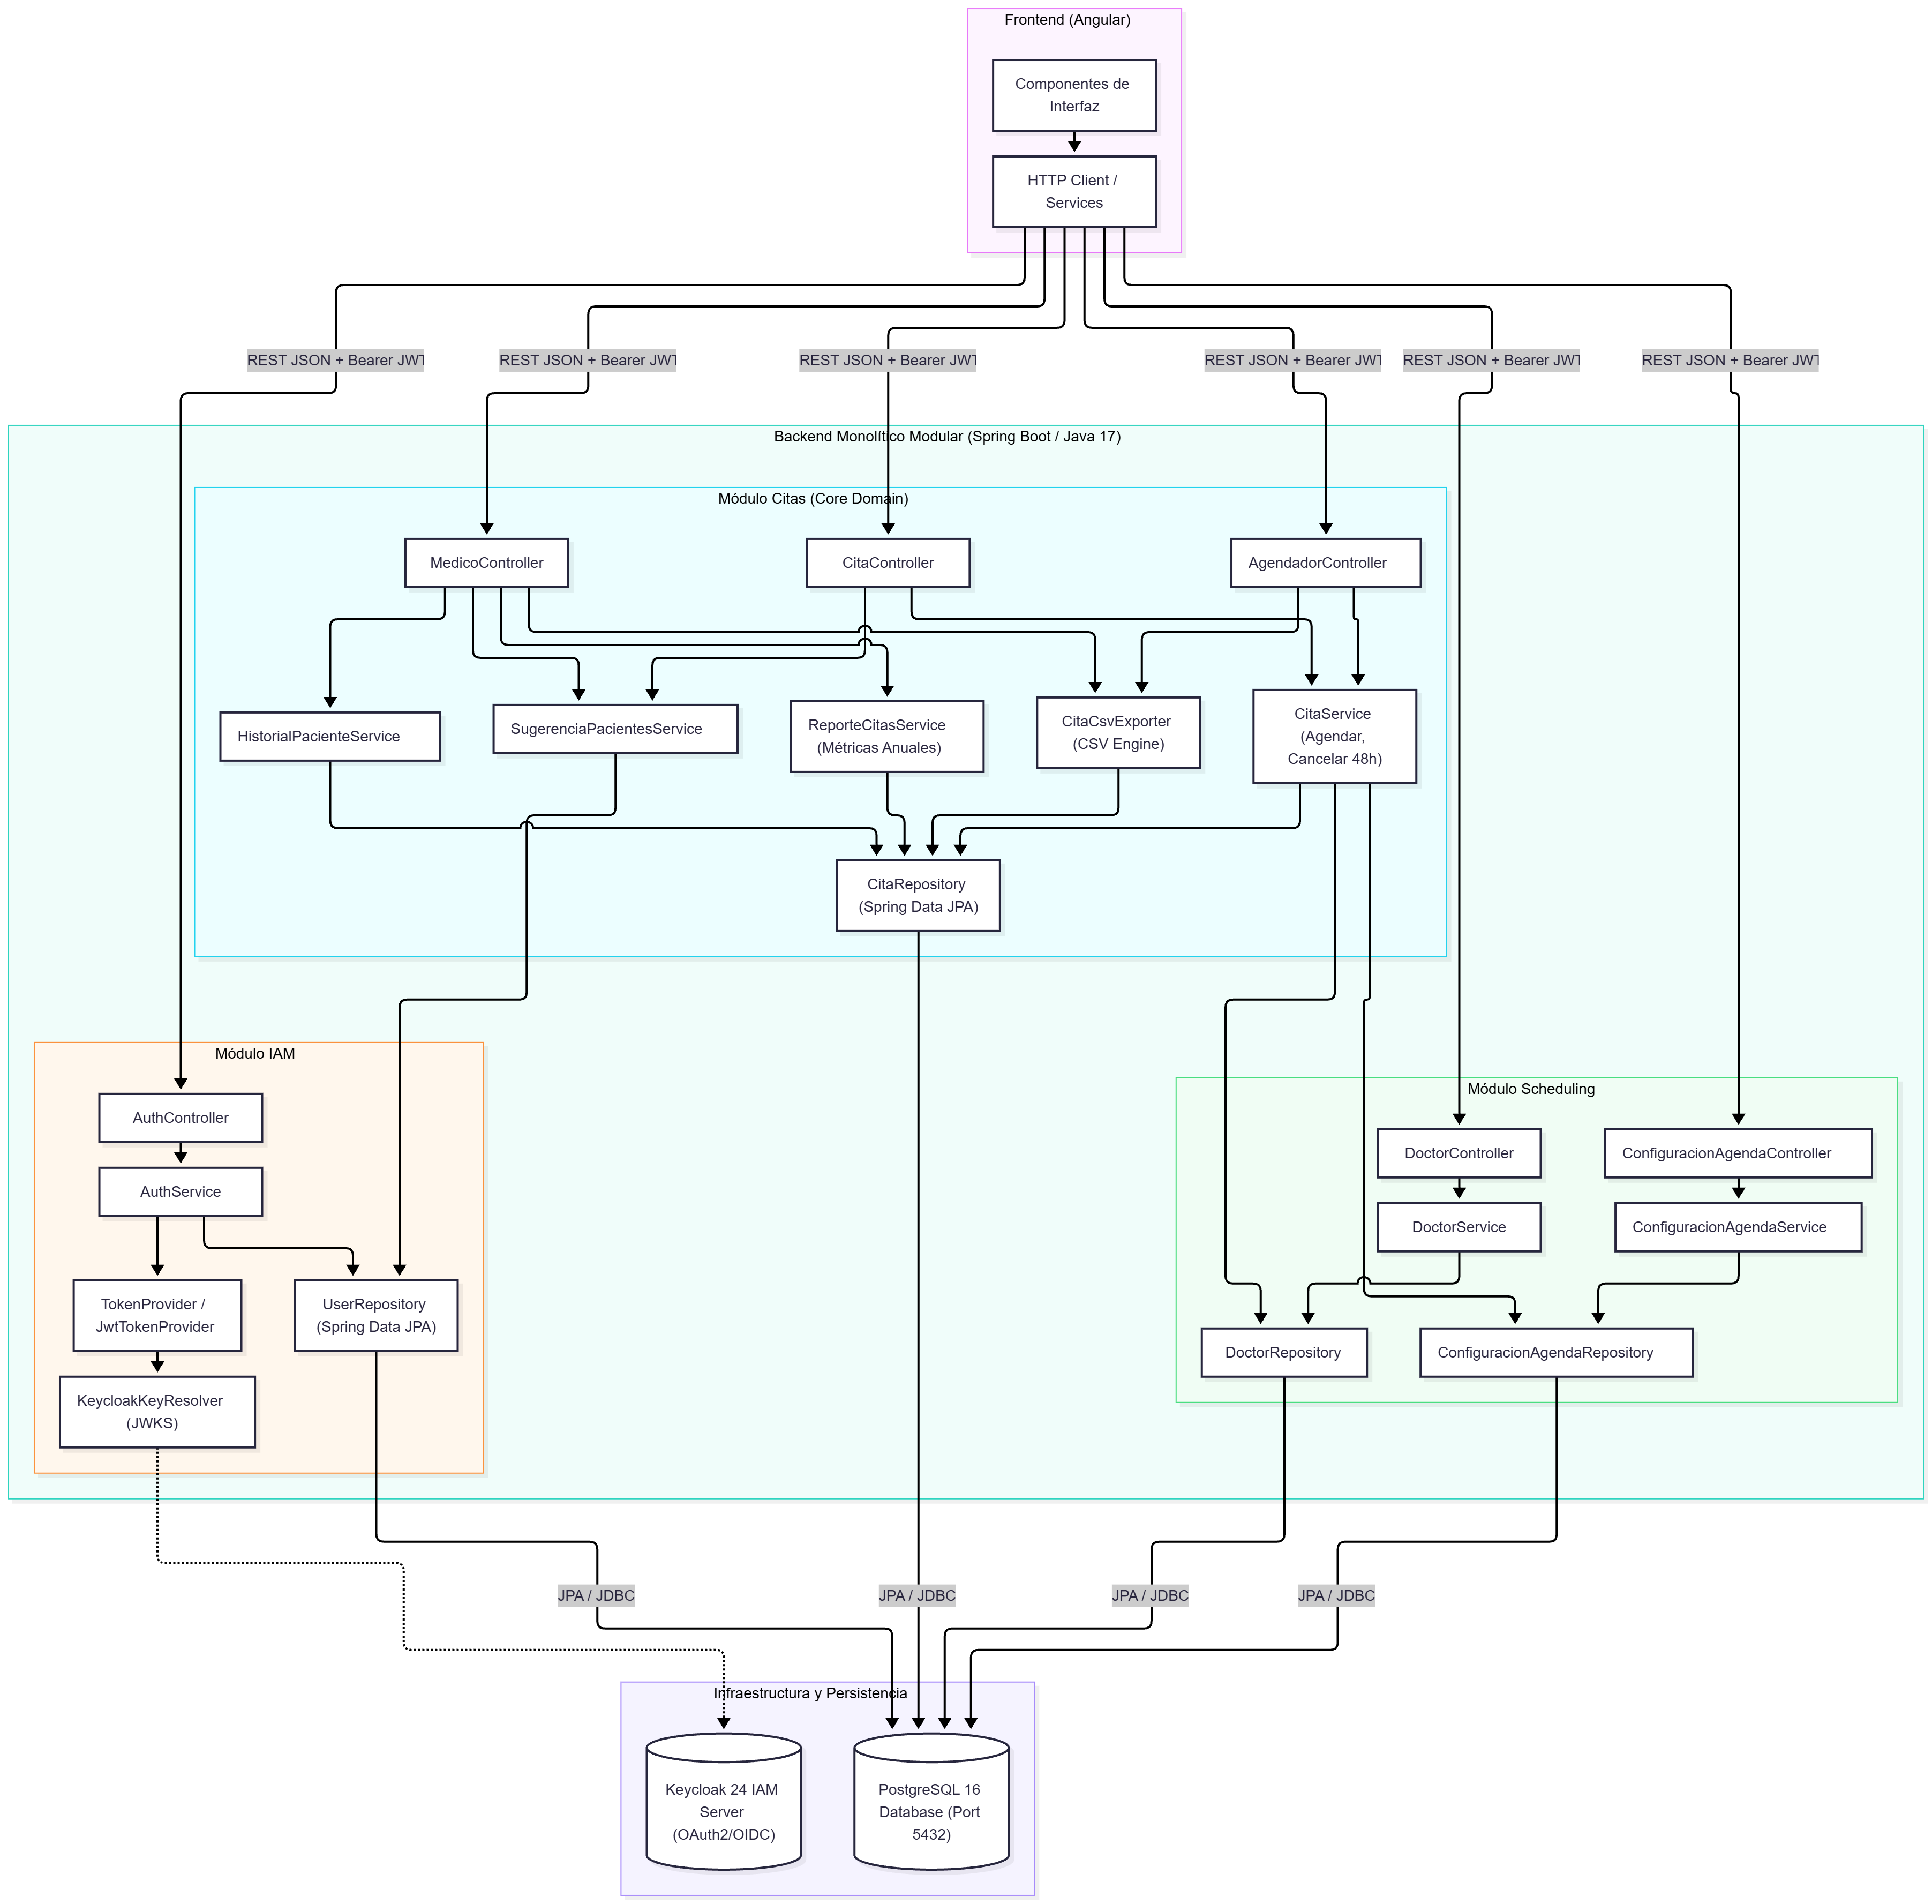 Frontend (Angular)
Componentes de
Interfaz
HTTP Client /
Services
REST JSON + Bearer JWT
REST JSON + Bearer JWT
REST JSON + Bearer JWT
REST JSON + Bearer JWT
REST JSON + Bearer JWT
REST JSON + Bearer JWT
Backend Monolítico Modular (Spring Boot / Java 17)
Módulo Citas (Core Domain)
MedicoController
CitaController
AgendadorController
HistorialPacienteService
SugerenciaPacientesService
ReporteCitasService
(Métricas Anuales)
CitaCsvExporter
(CSV Engine)
CitaService
(Agendar,
Cancelar 48h)
CitaRepository
(Spring Data JPA)
Módulo IAM
AuthController
AuthService
TokenProvider /
JwtTokenProvider
UserRepository
(Spring Data JPA)
KeycloakKeyResolver
(JWKS)
Módulo Scheduling
DoctorController
ConfiguracionAgendaController
DoctorService
ConfiguracionAgendaService
DoctorRepository
ConfiguracionAgendaRepository
JPA / JDBC
JPA / JDBC
JPA / JDBC
JPA / JDBC
Infraestructura y Persistencia
Keycloak 24 IAM
Server
(OAuth2/OIDC)
PostgreSQL 16
Database (Port
5432)